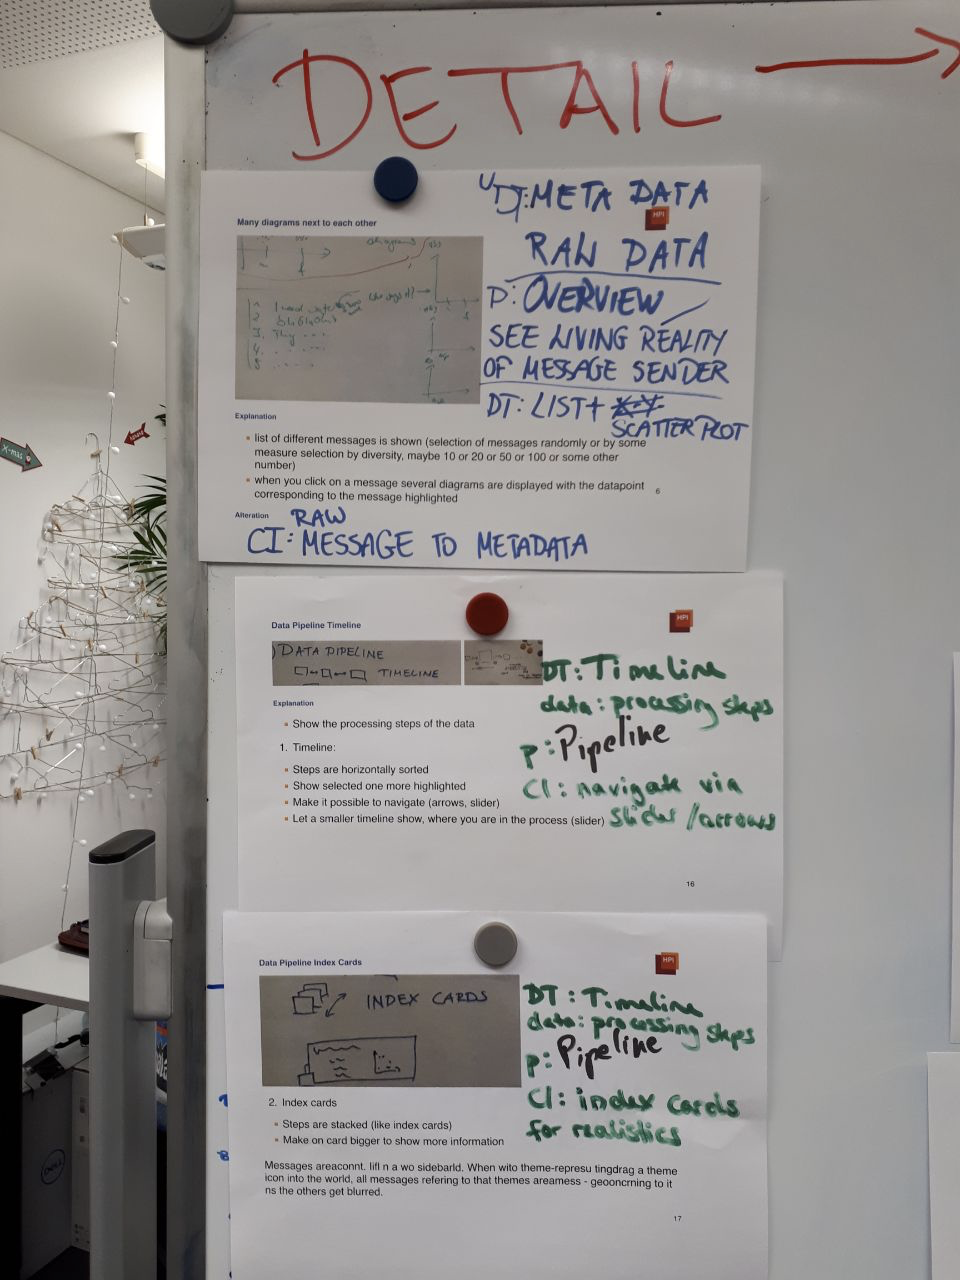 DETAIL
X-mas
DT: META DATA
HPI
Many diagrams next to each other
RAW DATA
P: OVERVIEW
SEE LIVING REALITY
OF MESSAGE SENDER
DT: LIST+ X-Y
SCATTER PLOT
diagrams
1.
2.
3.
4.
5
Explanation
list of different messages is shown (selection of messages randomly or by some
measure selection by diversity, maybe 10 or 20 or 50 or 100 or some other
number)
when you click on a message several diagrams are displayed with the datapoint
corresponding to the message highlighted
6
Alteration
RAW
CI: MESSAGE TO METADATA
Data Pipeline Timeline
HPI
DATA PIPELINE
TIMELINE
DT: Timeline
data: processing steps
p: Pipeline
CI: navigate via
slider/arrows
Explanation
Show the processing steps of the data
1. Timeline:
Steps are horizontally sorted
Show selected one more highlighted
Make it possible to navigate (arrows, slider)
Let a smaller timeline show, where you are in the process (slider)
16
Data Pipeline Index Cards
HPI
INDEX CARDS
DT: Timeline
data: processing steps
p: Pipeline
CI: index cards
for realistics
2. Index cards
Steps are stacked (like index cards)
Make on card bigger to show more information
Messages areaconnt. lifl n a wo sidebarld. When wito theme-represu tingdrag a theme
icon into the world, all messages refering to that themes areamess - geooncrning to it
ns the others get blurred.
17
DELL